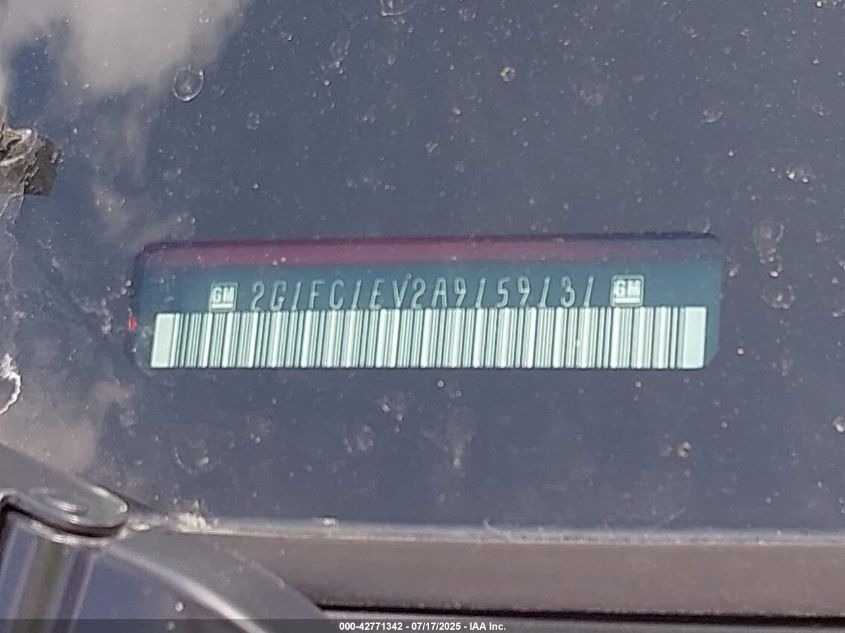 GM 2G1FC1EV2A9159131 GM
000-42771342 - 07/17/2025 - IAA Inc.